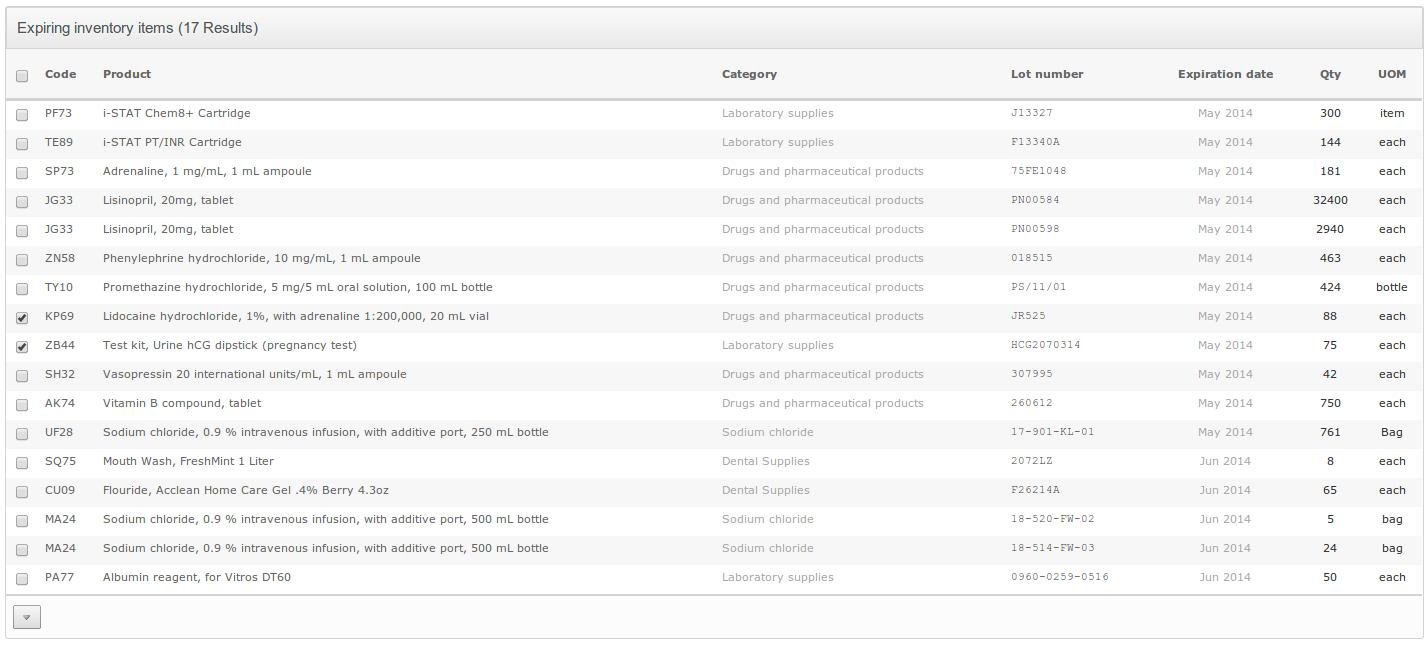 Expiring inventory items (17 Results)
Code Product Category Lot number Expiration date Qty UOM
PF73 i-STAT Chem8+ Cartridge Laboratory supplies J13327 May 2014 300 item
TE89 i-STAT PT/INR Cartridge Laboratory supplies F13340A May 2014 144 each
SP73 Adrenaline, 1 mg/mL, 1 mL ampoule Drugs and pharmaceutical products 75FE1048 May 2014 181 each
JG33 Lisinopril, 20mg, tablet Drugs and pharmaceutical products PN00584 May 2014 32400 each
JG33 Lisinopril, 20mg, tablet Drugs and pharmaceutical products PN00598 May 2014 2940 each
ZN58 Phenylephrine hydrochloride, 10 mg/mL, 1 mL ampoule Drugs and pharmaceutical products 018515 May 2014 463 each
TY10 Promethazine hydrochloride, 5 mg/5 mL oral solution, 100 mL bottle Drugs and pharmaceutical products PS/11/01 May 2014 424 bottle
KP69 Lidocaine hydrochloride, 1%, with adrenaline 1:200,000, 20 mL vial Drugs and pharmaceutical products JR525 May 2014 88 each
ZB44 Test kit, Urine hCG dipstick (pregnancy test) Laboratory supplies HCG2070314 May 2014 75 each
SH32 Vasopressin 20 international units/mL, 1 mL ampoule Drugs and pharmaceutical products 307995 May 2014 42 each
AK74 Vitamin B compound, tablet Drugs and pharmaceutical products 260612 May 2014 750 each
UF28 Sodium chloride, 0.9 % intravenous infusion, with additive port, 250 mL bottle Sodium chloride 17-901-KL-01 May 2014 761 Bag
SQ75 Mouth Wash, FreshMint 1 Liter Dental Supplies 2072LZ Jun 2014 8 each
CU09 Flouride, Acclean Home Care Gel .4% Berry 4.3oz Dental Supplies F26214A Jun 2014 65 each
MA24 Sodium chloride, 0.9 % intravenous infusion, with additive port, 500 mL bottle Sodium chloride 18-520-FW-02 Jun 2014 5 bag
MA24 Sodium chloride, 0.9 % intravenous infusion, with additive port, 500 mL bottle Sodium chloride 18-514-FW-03 Jun 2014 24 bag
PA77 Albumin reagent, for Vitros DT60 Laboratory supplies 0960-0259-0516 Jun 2014 50 each